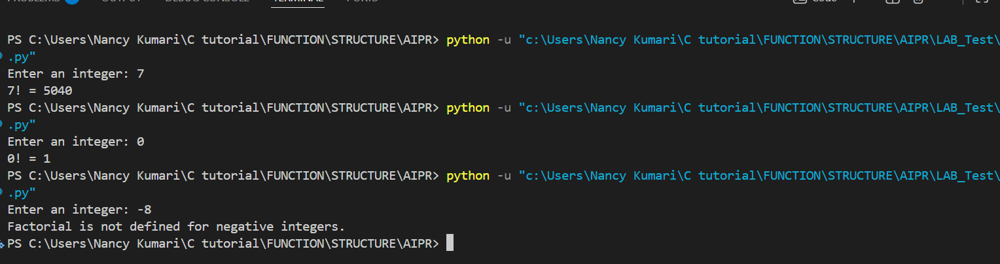 PROBLEMS OUTPUT DEBUG CONSOLE TERMINAL PORTS Code
PS C:\Users\Nancy Kumari\C tutorial\FUNCTION\STRUCTURE\AIPR> python -u "c:\Users\Nancy Kumari\C tutorial\FUNCTION\STRUCTURE\AIPR\LAB_Test\
.py"
Enter an integer: 7
7! = 5040
PS C:\Users\Nancy Kumari\C tutorial\FUNCTION\STRUCTURE\AIPR> python -u "c:\Users\Nancy Kumari\C tutorial\FUNCTION\STRUCTURE\AIPR\LAB_Test\
.py"
Enter an integer: 0
0! = 1
PS C:\Users\Nancy Kumari\C tutorial\FUNCTION\STRUCTURE\AIPR> python -u "c:\Users\Nancy Kumari\C tutorial\FUNCTION\STRUCTURE\AIPR\LAB_Test\
.py"
Enter an integer: -8
Factorial is not defined for negative integers.
PS C:\Users\Nancy Kumari\C tutorial\FUNCTION\STRUCTURE\AIPR>